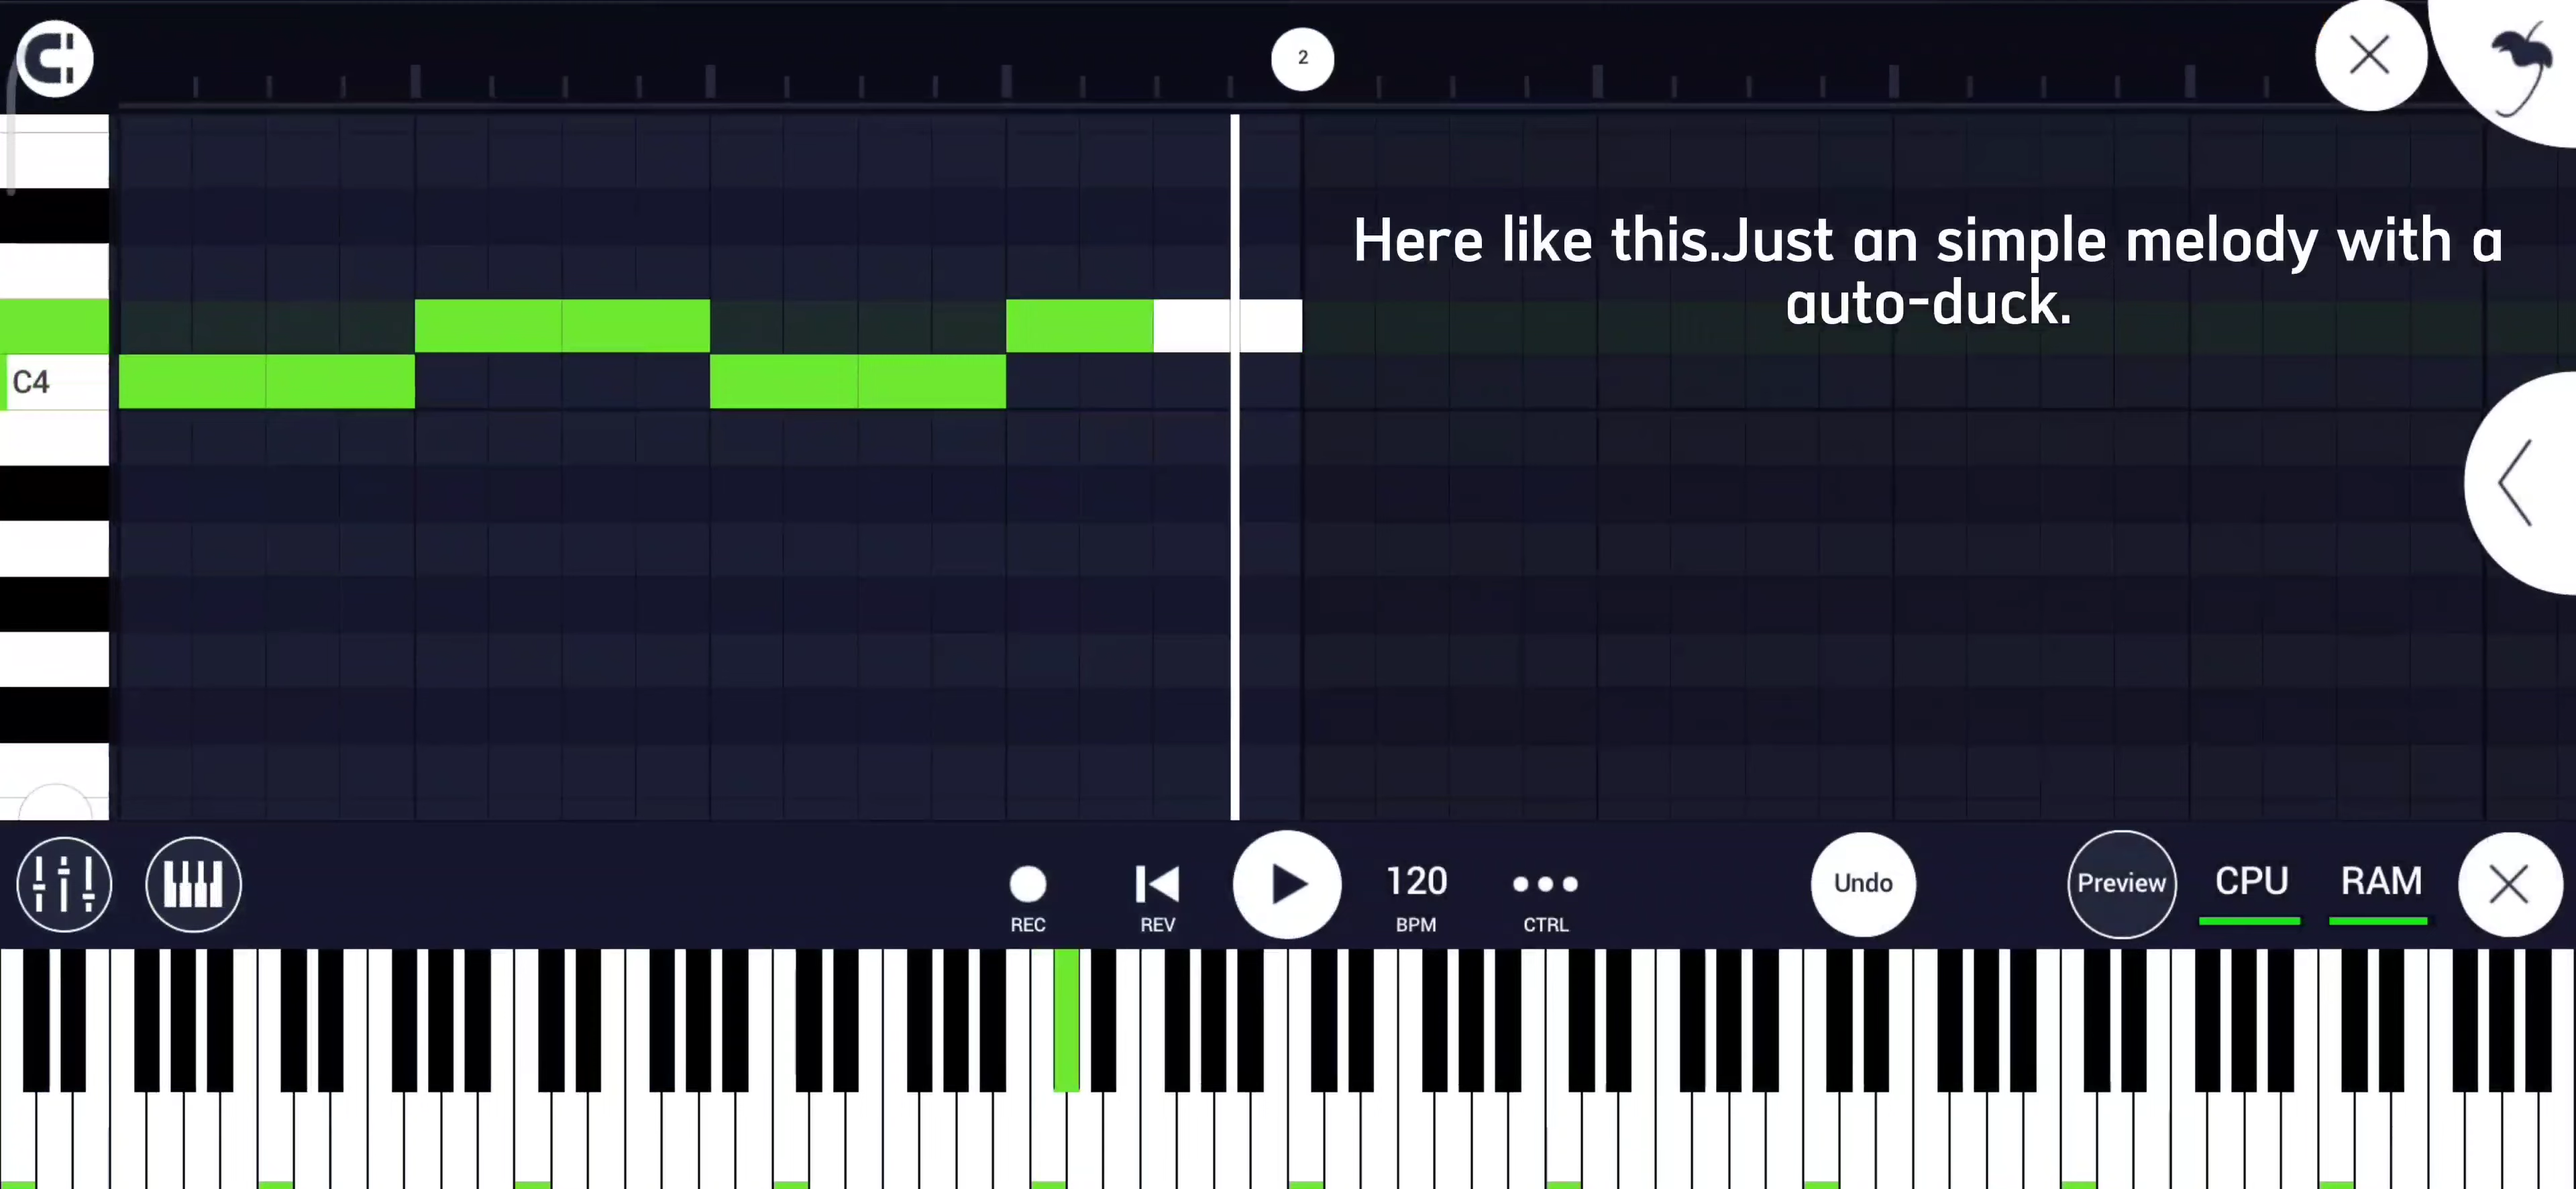 2
Here like this.Just an simple melody with a
auto-duck.
C4
REC
REV
120
BPM
CTRL
Undo
Preview
CPU
RAM